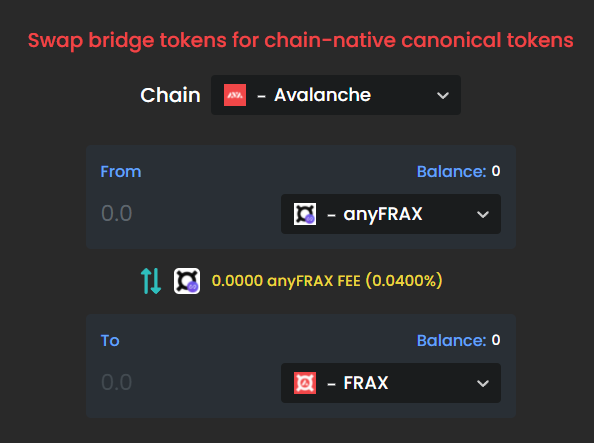 Swap bridge tokens for chain-native canonical tokens
Chain – Avalanche
From Balance: 0
0.0 – anyFRAX
0.0000 anyFRAX FEE (0.0400%)
To Balance: 0
0.0 – FRAX